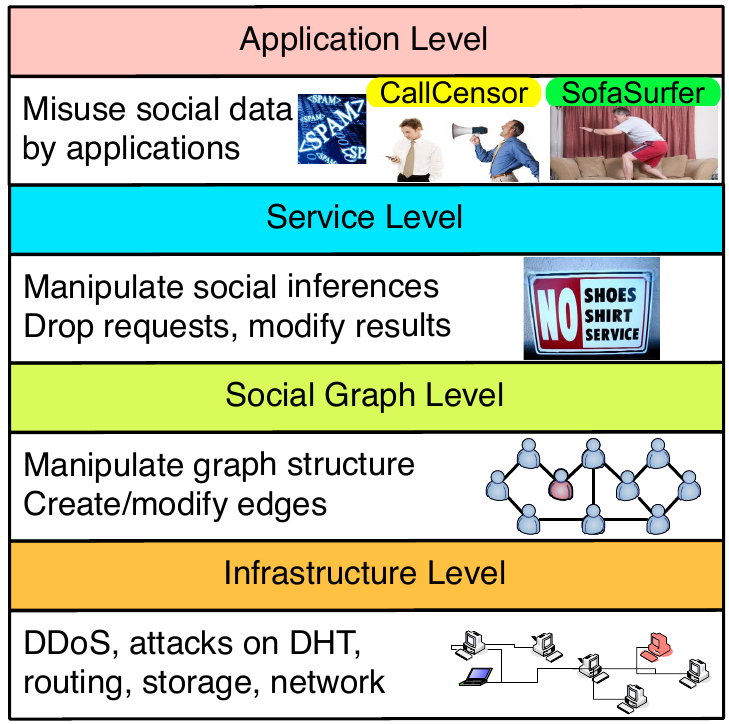 Application Level
Misuse social data
by applications
<SPAM>
<SPAM>
CallCensor
SofaSurfer
Service Level
Manipulate social inferences
Drop requests, modify results
NO SHOES
SHIRT
SERVICE
Social Graph Level
Manipulate graph structure
Create/modify edges
Infrastructure Level
DDoS, attacks on DHT,
routing, storage, network